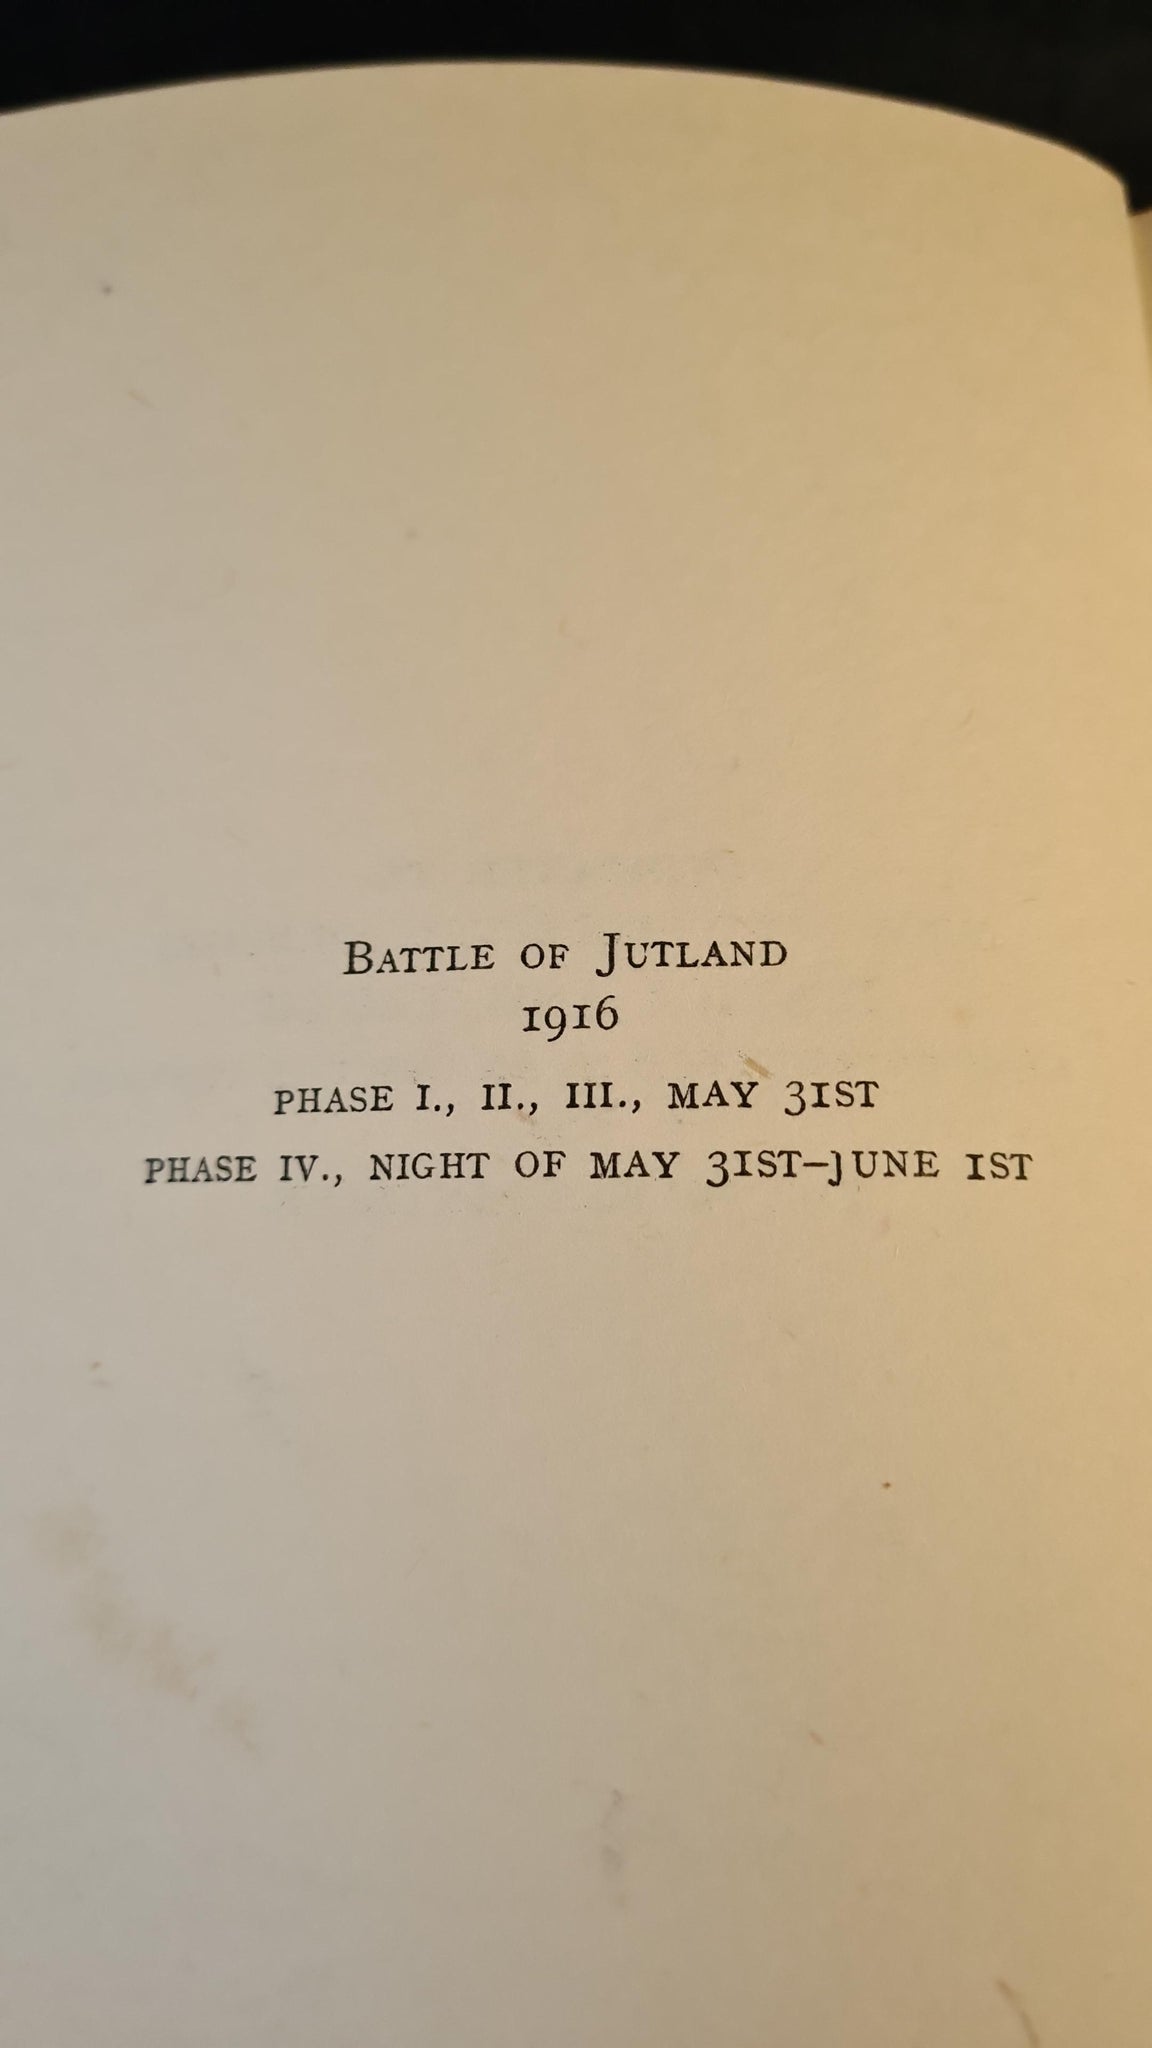 BATTLE OF JUTLAND
1916
PHASE I., II., III., MAY 31ST
PHASE IV., NIGHT OF MAY 31ST–JUNE 1ST